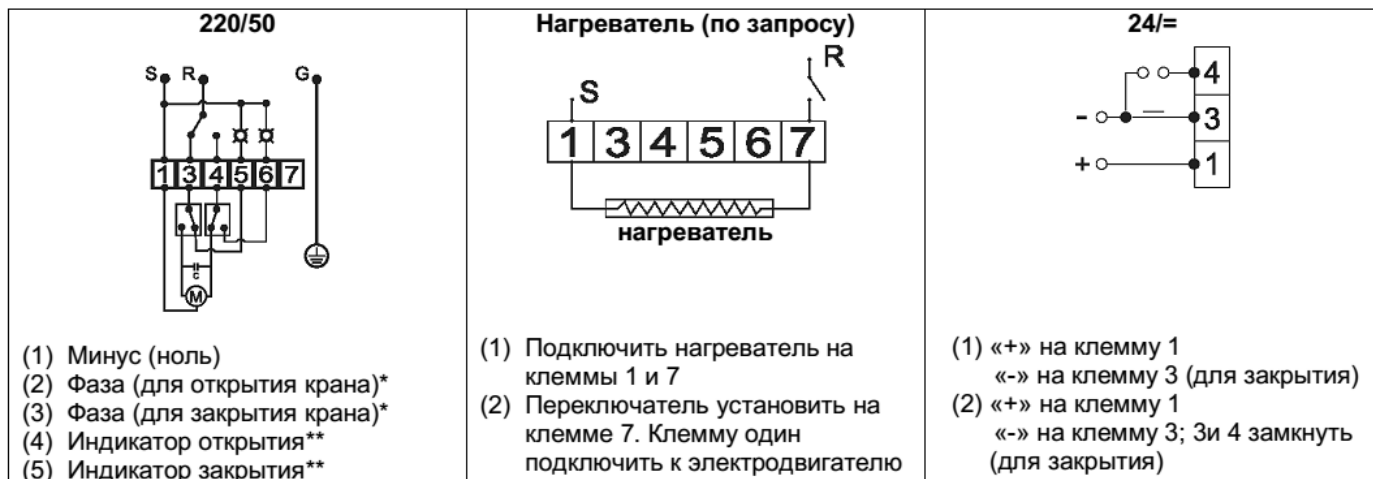 220/50
S R G
1 3 4 5 6 7
c
M
(1) Минус (ноль)
(2) Фаза (для открытия крана)*
(3) Фаза (для закрытия крана)*
(4) Индикатор открытия**
(5) Индикатор закрытия**
Нагреватель (по запросу)
R
S
1 3 4 5 6 7
нагреватель
(1) Подключить нагреватель на
клеммы 1 и 7
(2) Переключатель установить на
клемме 7. Клемму один
подключить к электродвигателю
24/=
4
- 3
+ 1
(1) «+» на клемму 1
«-» на клемму 3 (для закрытия)
(2) «+» на клемму 1
«-» на клемму 3; 3и 4 замкнуть
(для закрытия)